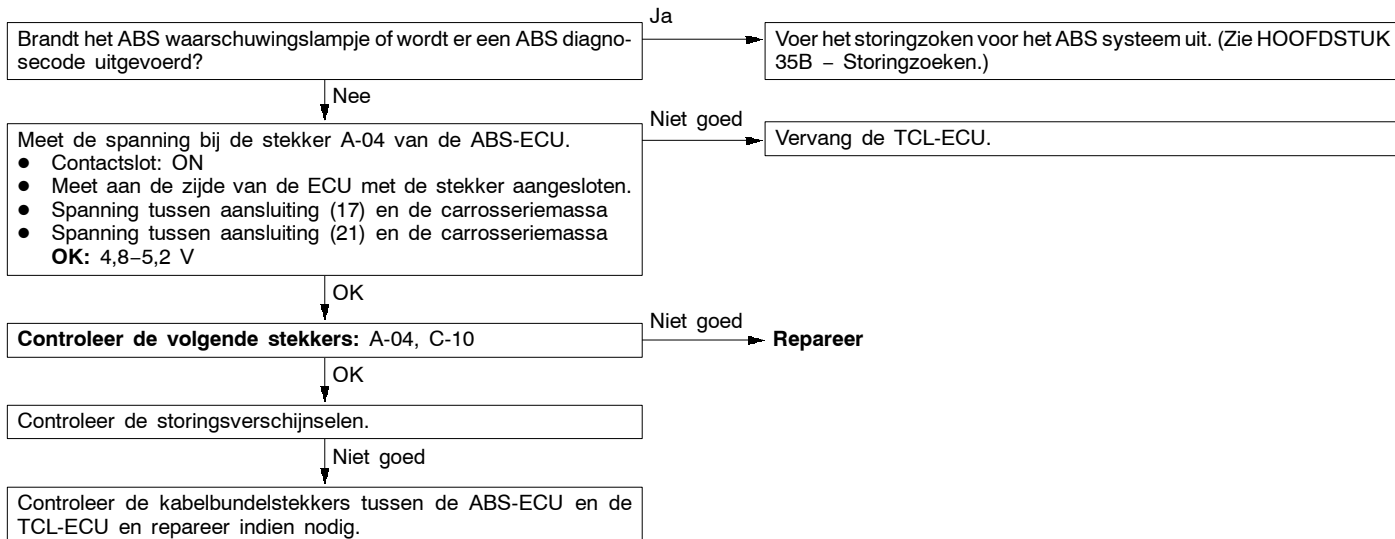 Ja
Brandt het ABS waarschuwingslampje of wordt er een ABS diagno-
secode uitgevoerd?
Voer het storingzoken voor het ABS systeem uit. (Zie HOOFDSTUK
35B – Storingzoeken.)
Nee
Niet goed
Meet de spanning bij de stekker A-04 van de ABS-ECU.
● Contactslot: ON
● Meet aan de zijde van de ECU met de stekker aangesloten.
● Spanning tussen aansluiting (17) en de carrosseriemassa
● Spanning tussen aansluiting (21) en de carrosseriemassa
OK: 4,8–5,2 V
Vervang de TCL-ECU.
OK
Niet goed
Controleer de volgende stekkers: A-04, C-10
Repareer
OK
Controleer de storingsverschijnselen.
Niet goed
Controleer de kabelbundelstekkers tussen de ABS-ECU en de
TCL-ECU en repareer indien nodig.